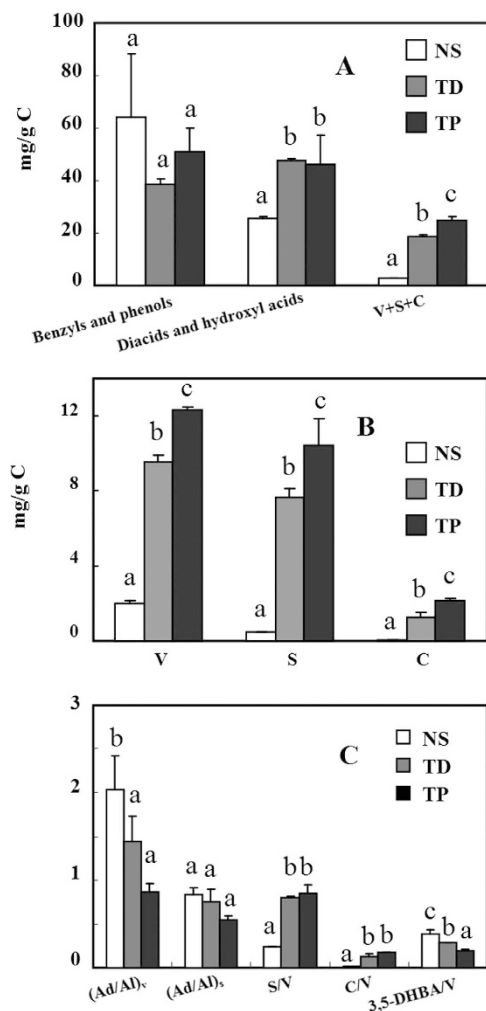 100
80
60
40
20
0
mg/g C
a
a
a
a
b
b
a
b
c
A
NS
TD
TP
Benzyls and phenols
Diacids and hydroxyl acids
V+S+C
12
8
4
0
mg/g C
a
b
c
a
b
c
a
b
c
B
NS
TD
TP
V
S
C
3
2
1
0
b
a
a
a
a
a
a
b
b
a
b
b
c
b
a
C
NS
TD
TP
(Ad/Al)v
(Ad/Al)s
S/V
C/V
3,5-DHBA/V